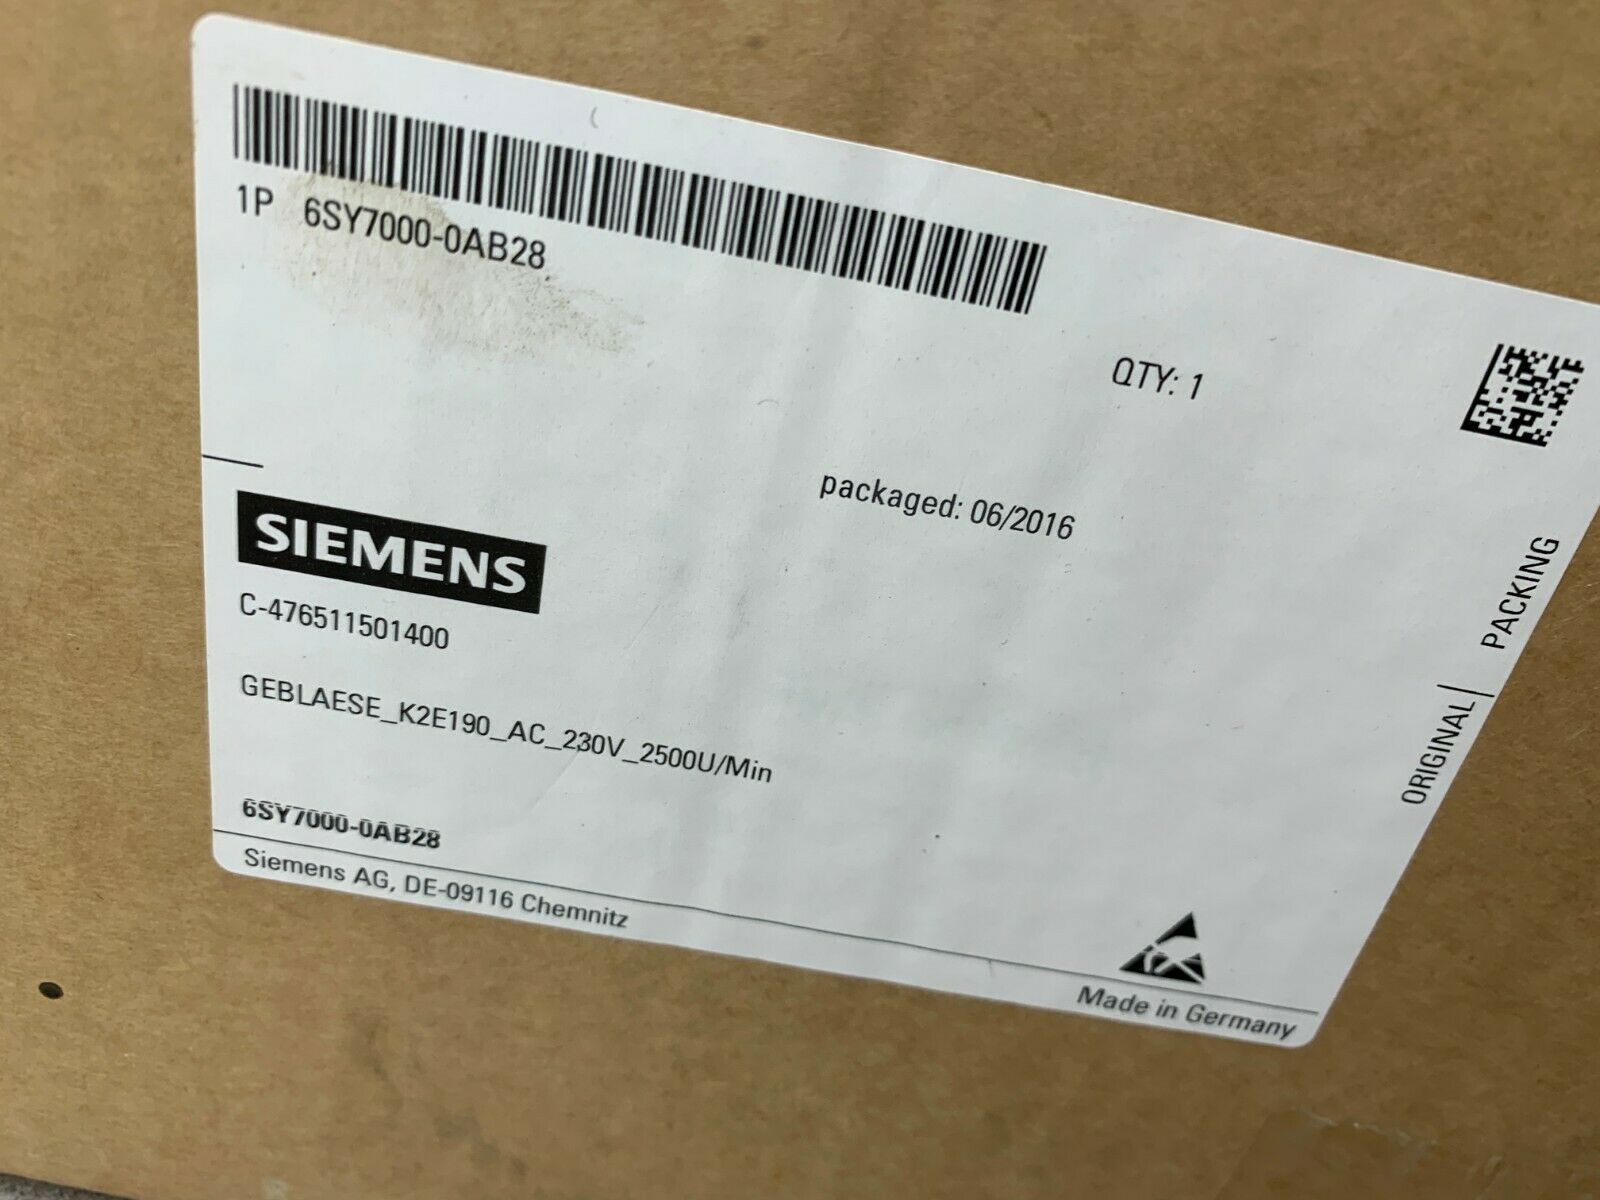 1P 6SY7000-0AB28
QTY: 1
packaged: 06/2016
SIEMENS
C-476511501400
GEBLAESE_K2E190_AC_230V_2500U/Min
6SY7000-0AB28
Siemens AG, DE-09116 Chemnitz
Made in Germany
ORIGINAL
PACKING